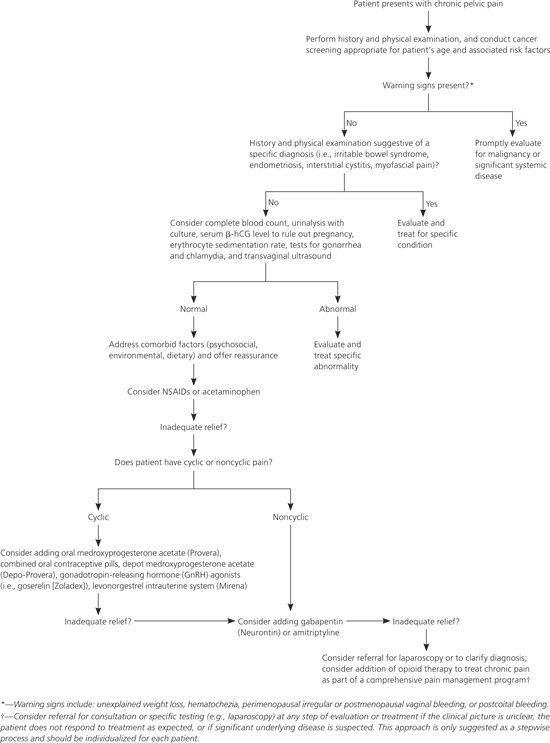 Patient presents with chronic pelvic pain
Perform history and physical examination, and conduct cancer
screening appropriate for patient's age and associated risk factors
Warning signs present?*
No
Yes
History and physical examination suggestive of a
specific diagnosis (i.e., irritable bowel syndrome,
endometriosis, interstitial cystitis, myofascial pain)?
Promptly evaluate
for malignancy or
significant systemic
disease
No
Yes
Consider complete blood count, urinalysis with
culture, serum β-hCG level to rule out pregnancy,
erythrocyte sedimentation rate, tests for gonorrhea
and chlamydia, and transvaginal ultrasound
Evaluate and
treat for specific
condition
Normal
Abnormal
Address comorbid factors (psychosocial,
environmental, dietary) and offer reassurance
Evaluate and
treat specific
abnormality
Consider NSAIDs or acetaminophen
Inadequate relief?
Does patient have cyclic or noncyclic pain?
Cyclic
Noncyclic
Consider adding oral medroxyprogesterone acetate (Provera),
combined oral contraceptive pills, depot medroxyprogesterone acetate
(Depo-Provera), gonadotropin-releasing hormone (GnRH) agonists
(i.e., goserelin [Zoladex]), levonorgestrel intrauterine system (Mirena)
Inadequate relief?
Consider adding gabapentin
(Neurontin) or amitriptyline
Inadequate relief?
Consider referral for laparoscopy or to clarify diagnosis;
consider addition of opioid therapy to treat chronic pain
as part of a comprehensive pain management program†
*—Warning signs include: unexplained weight loss, hematochezia, perimenopausal irregular or postmenopausal vaginal bleeding, or postcoital bleeding.
†—Consider referral for consultation or specific testing (e.g., laparoscopy) at any step of evaluation or treatment if the clinical picture is unclear, the
patient does not respond to treatment as expected, or if significant underlying disease is suspected. This approach is only suggested as a stepwise
process and should be individualized for each patient.